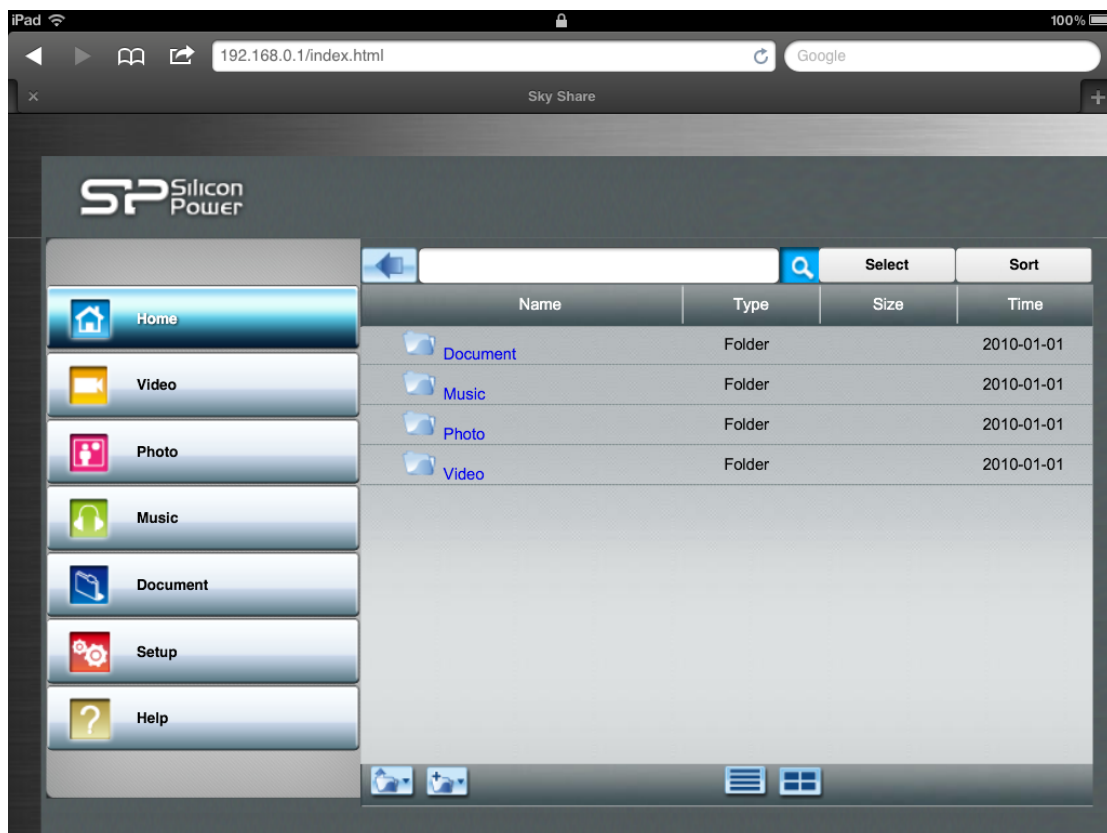 iPad 100%
192.168.0.1/index.html Google
Sky Share
SP Silicon
Power
Select Sort
Name Type Size Time
Home
Document Folder 2010-01-01
Video
Music Folder 2010-01-01
Photo Folder 2010-01-01
Photo
Video Folder 2010-01-01
Music
Document
Setup
Help